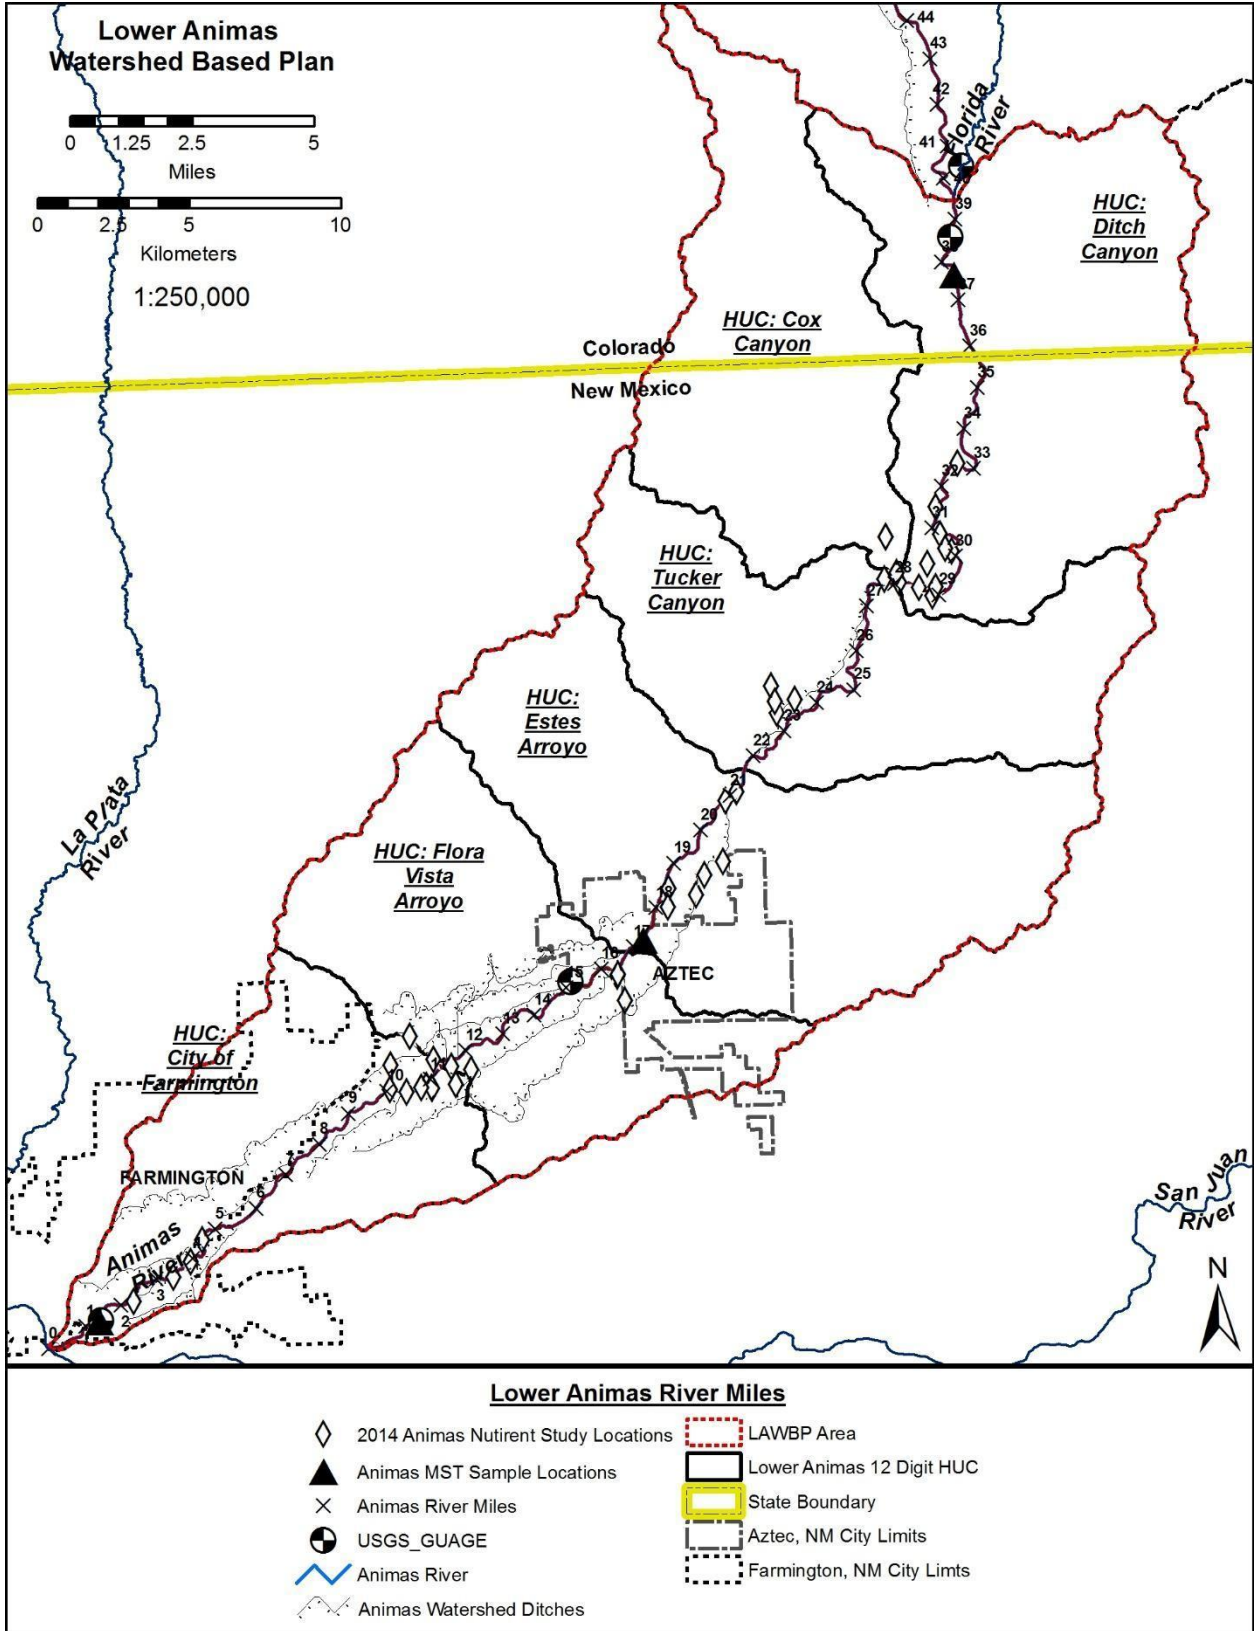 Lower Animas
Watershed Based Plan
0 1.25 2.5 5
Miles
0 2.5 5 10
Kilometers
1:250,000
44
43
42
41
Florida
River
40
39
38
37
36
HUC:
Ditch
Canyon
HUC: Cox
Canyon
Colorado
New Mexico
35
34
33
32
31
30
29
28
27
26
25
24
23
22
21
20
19
18
17
16
15
14
13
12
11
10
9
8
7
6
5
4
3
2
1
0
HUC:
Tucker
Canyon
HUC:
Estes
Arroyo
La Plata
River
HUC: Flora
Vista
Arroyo
AZTEC
HUC:
City of
Farmington
FARMINGTON
Animas
River
San Juan
River
N
Lower Animas River Miles
2014 Animas Nutirent Study Locations
Animas MST Sample Locations
Animas River Miles
USGS_GUAGE
Animas River
Animas Watershed Ditches
LAWBP Area
Lower Animas 12 Digit HUC
State Boundary
Aztec, NM City Limits
Farmington, NM City Limts